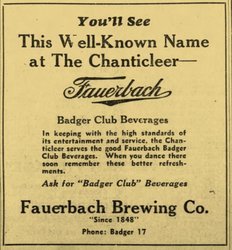 You'll See
This Well-Known Name
at The Chanticleer—
Fauerbach
Badger Club Beverages
In keeping with the high standards of
its entertainment and service, the Chan-
ticleer serves the good Fauerbach Badger
Club Beverages. When you dance there
soon remember these better refresh-
ments.
Ask for "Badger Club" Beverages
Fauerbach Brewing Co.
"Since 1848"
Phone: Badger 17